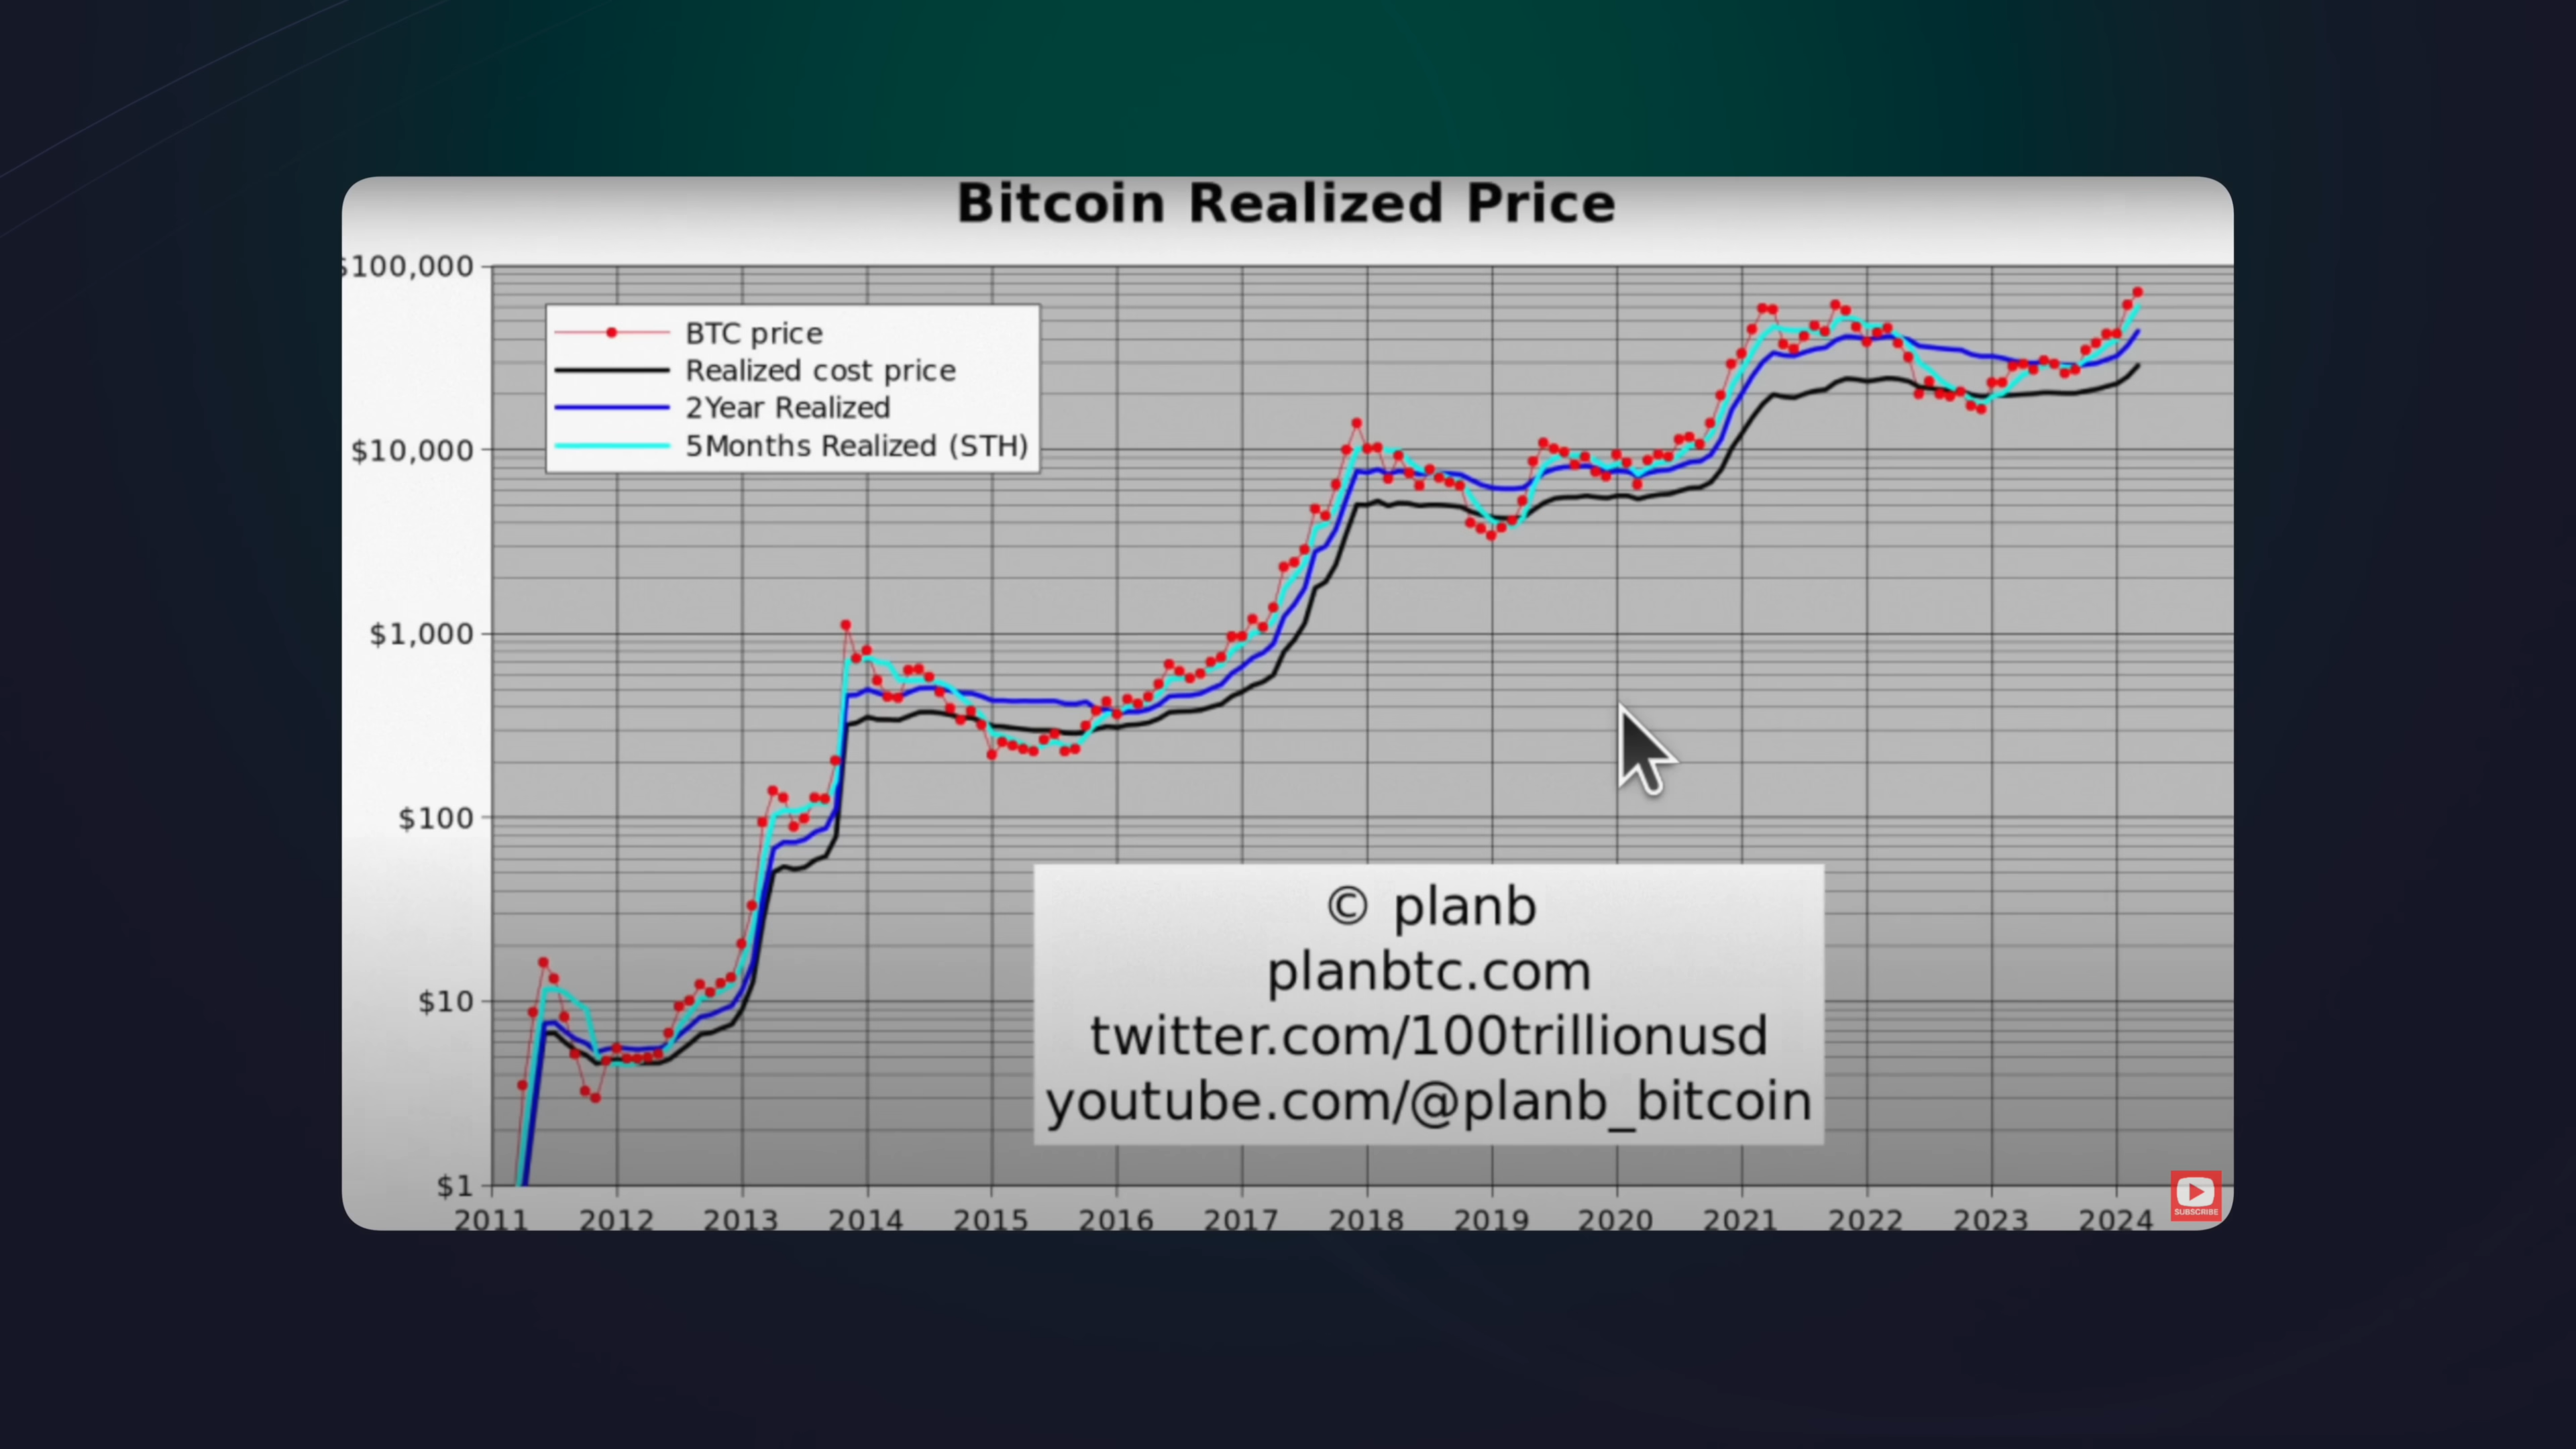 Bitcoin Realized Price
$100,000
$10,000
$1,000
$100
$10
$1
BTC price
Realized cost price
2Year Realized
5Months Realized (STH)
© planb
planbtc.com
twitter.com/100trillionusd
youtube.com/@planb_bitcoin
2011 2012 2013 2014 2015 2016 2017 2018 2019 2020 2021 2022 2023 2024
SUBSCRIBE